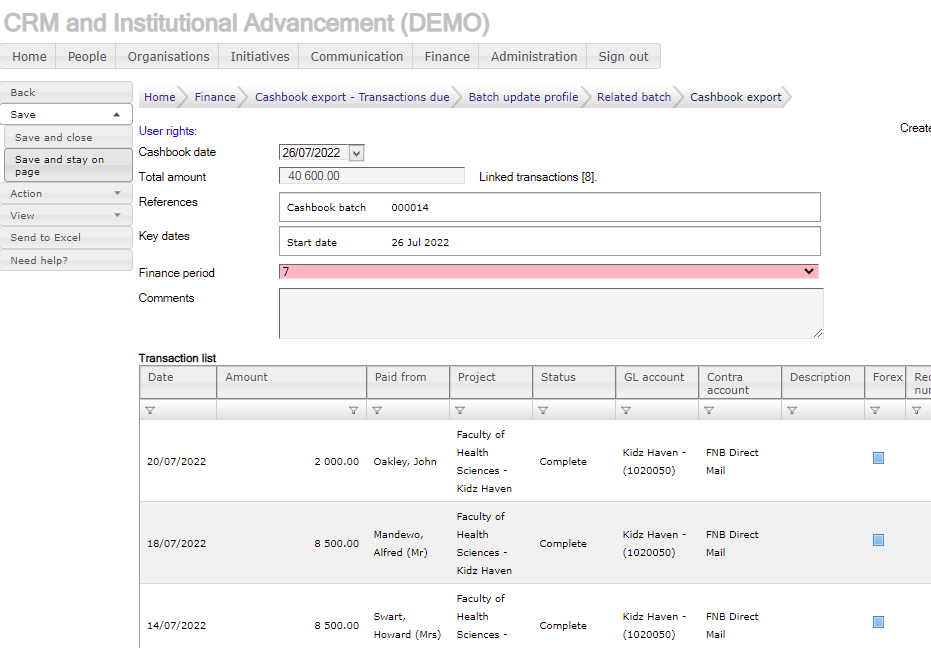 CRM and Institutional Advancement (DEMO)
Home People Organisations Initiatives Communication Finance Administration Sign out
Back
Save
Save and close
Save and stay on
page
Action
View
Send to Excel
Need help?
Home Finance Cashbook export - Transactions due Batch update profile Related batch Cashbook export
User rights:
Create
Cashbook date 26/07/2022
Total amount 40 600.00 Linked transactions [8].
References Cashbook batch 000014
Key dates Start date 26 Jul 2022
Finance period 7
Comments
Transaction list
Date Amount Paid from Project Status GL account Contra account Description Forex Rec
num
20/07/2022 2 000.00 Oakley, John Faculty of Health Sciences - Kidz Haven Complete Kidz Haven - (1020050) FNB Direct Mail
18/07/2022 8 500.00 Mandewo, Alfred (Mr) Faculty of Health Sciences - Kidz Haven Complete Kidz Haven - (1020050) FNB Direct Mail
14/07/2022 8 500.00 Swart, Howard (Mrs) Faculty of Health Sciences - Complete Kidz Haven - (1020050) FNB Direct Mail